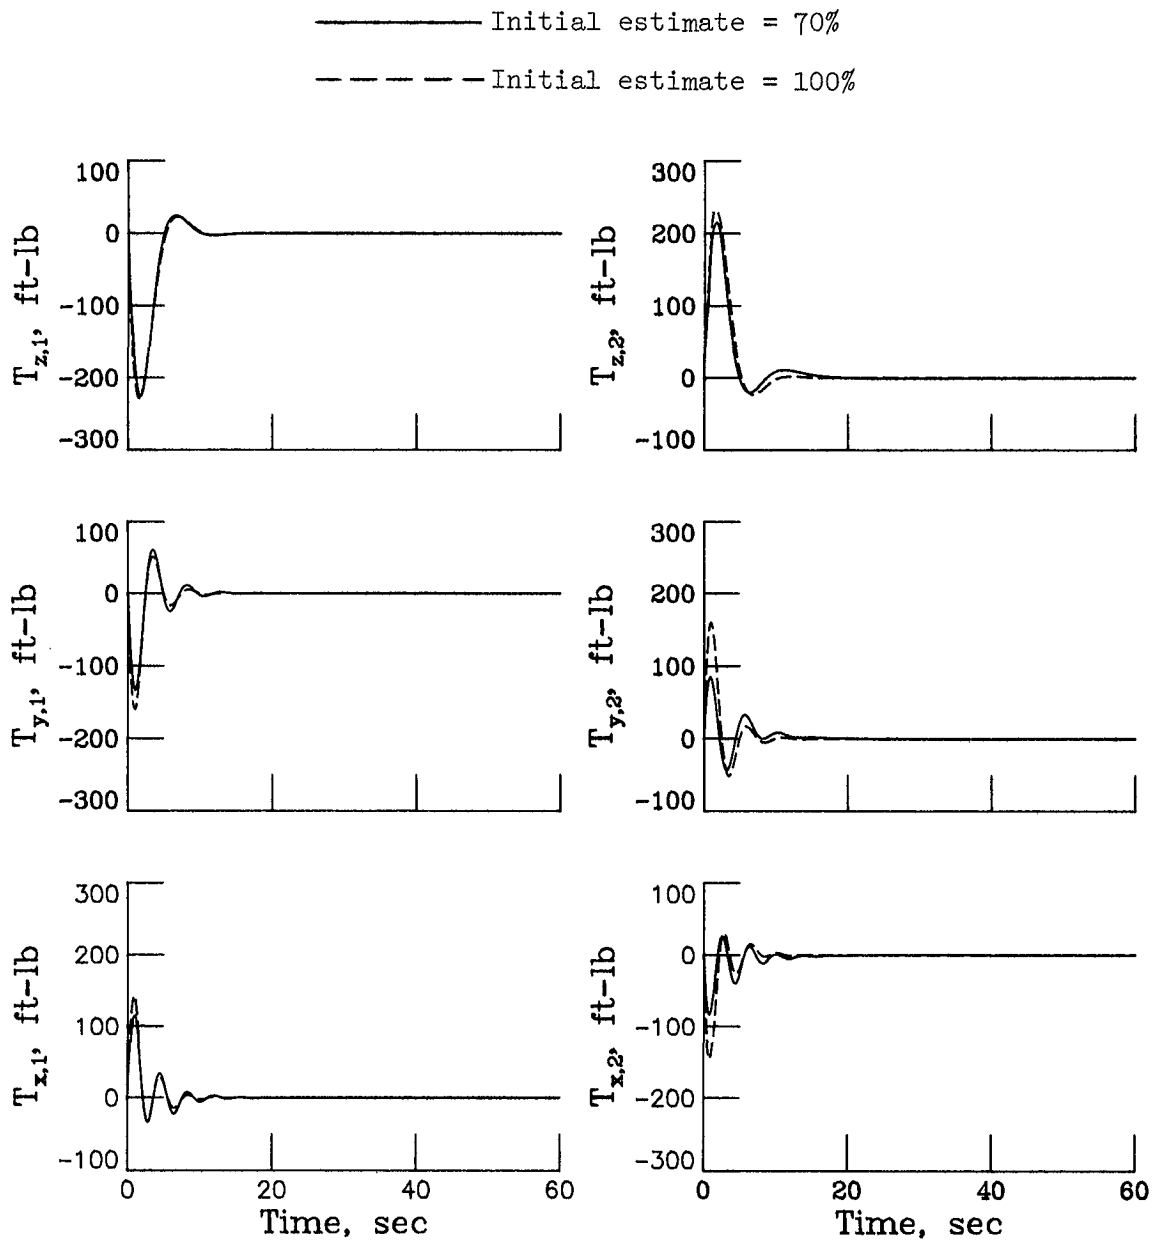 Initial estimate = 70%
Initial estimate = 100%
T_z,1, ft-lb
100
0
-100
-200
-300
T_z,2, ft-lb
300
200
100
0
-100
T_y,1, ft-lb
100
0
-100
-200
-300
T_y,2, ft-lb
300
200
100
0
-100
T_x,1, ft-lb
300
200
100
0
-100
0 20 40 60
Time, sec
T_x,2, ft-lb
100
0
-100
-200
-300
0 20 40 60
Time, sec